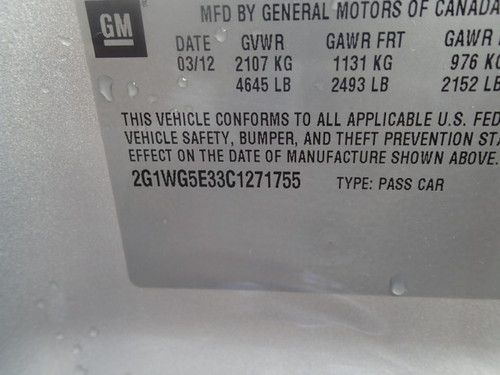 GM
MFD BY GENERAL MOTORS OF CANADA
DATE GVWR GAWR FRT GAWR
03/12 2107 KG 1131 KG 976 KG
4645 LB 2493 LB 2152 LB
THIS VEHICLE CONFORMS TO ALL APPLICABLE U.S. FED
VEHICLE SAFETY, BUMPER, AND THEFT PREVENTION STA
EFFECT ON THE DATE OF MANUFACTURE SHOWN ABOVE.
2G1WG5E33C1271755 TYPE: PASS CAR